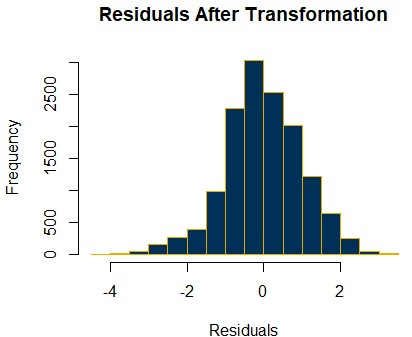 Residuals After Transformation
Frequency
2500
1500
500
0
-4 -2 0 2
Residuals